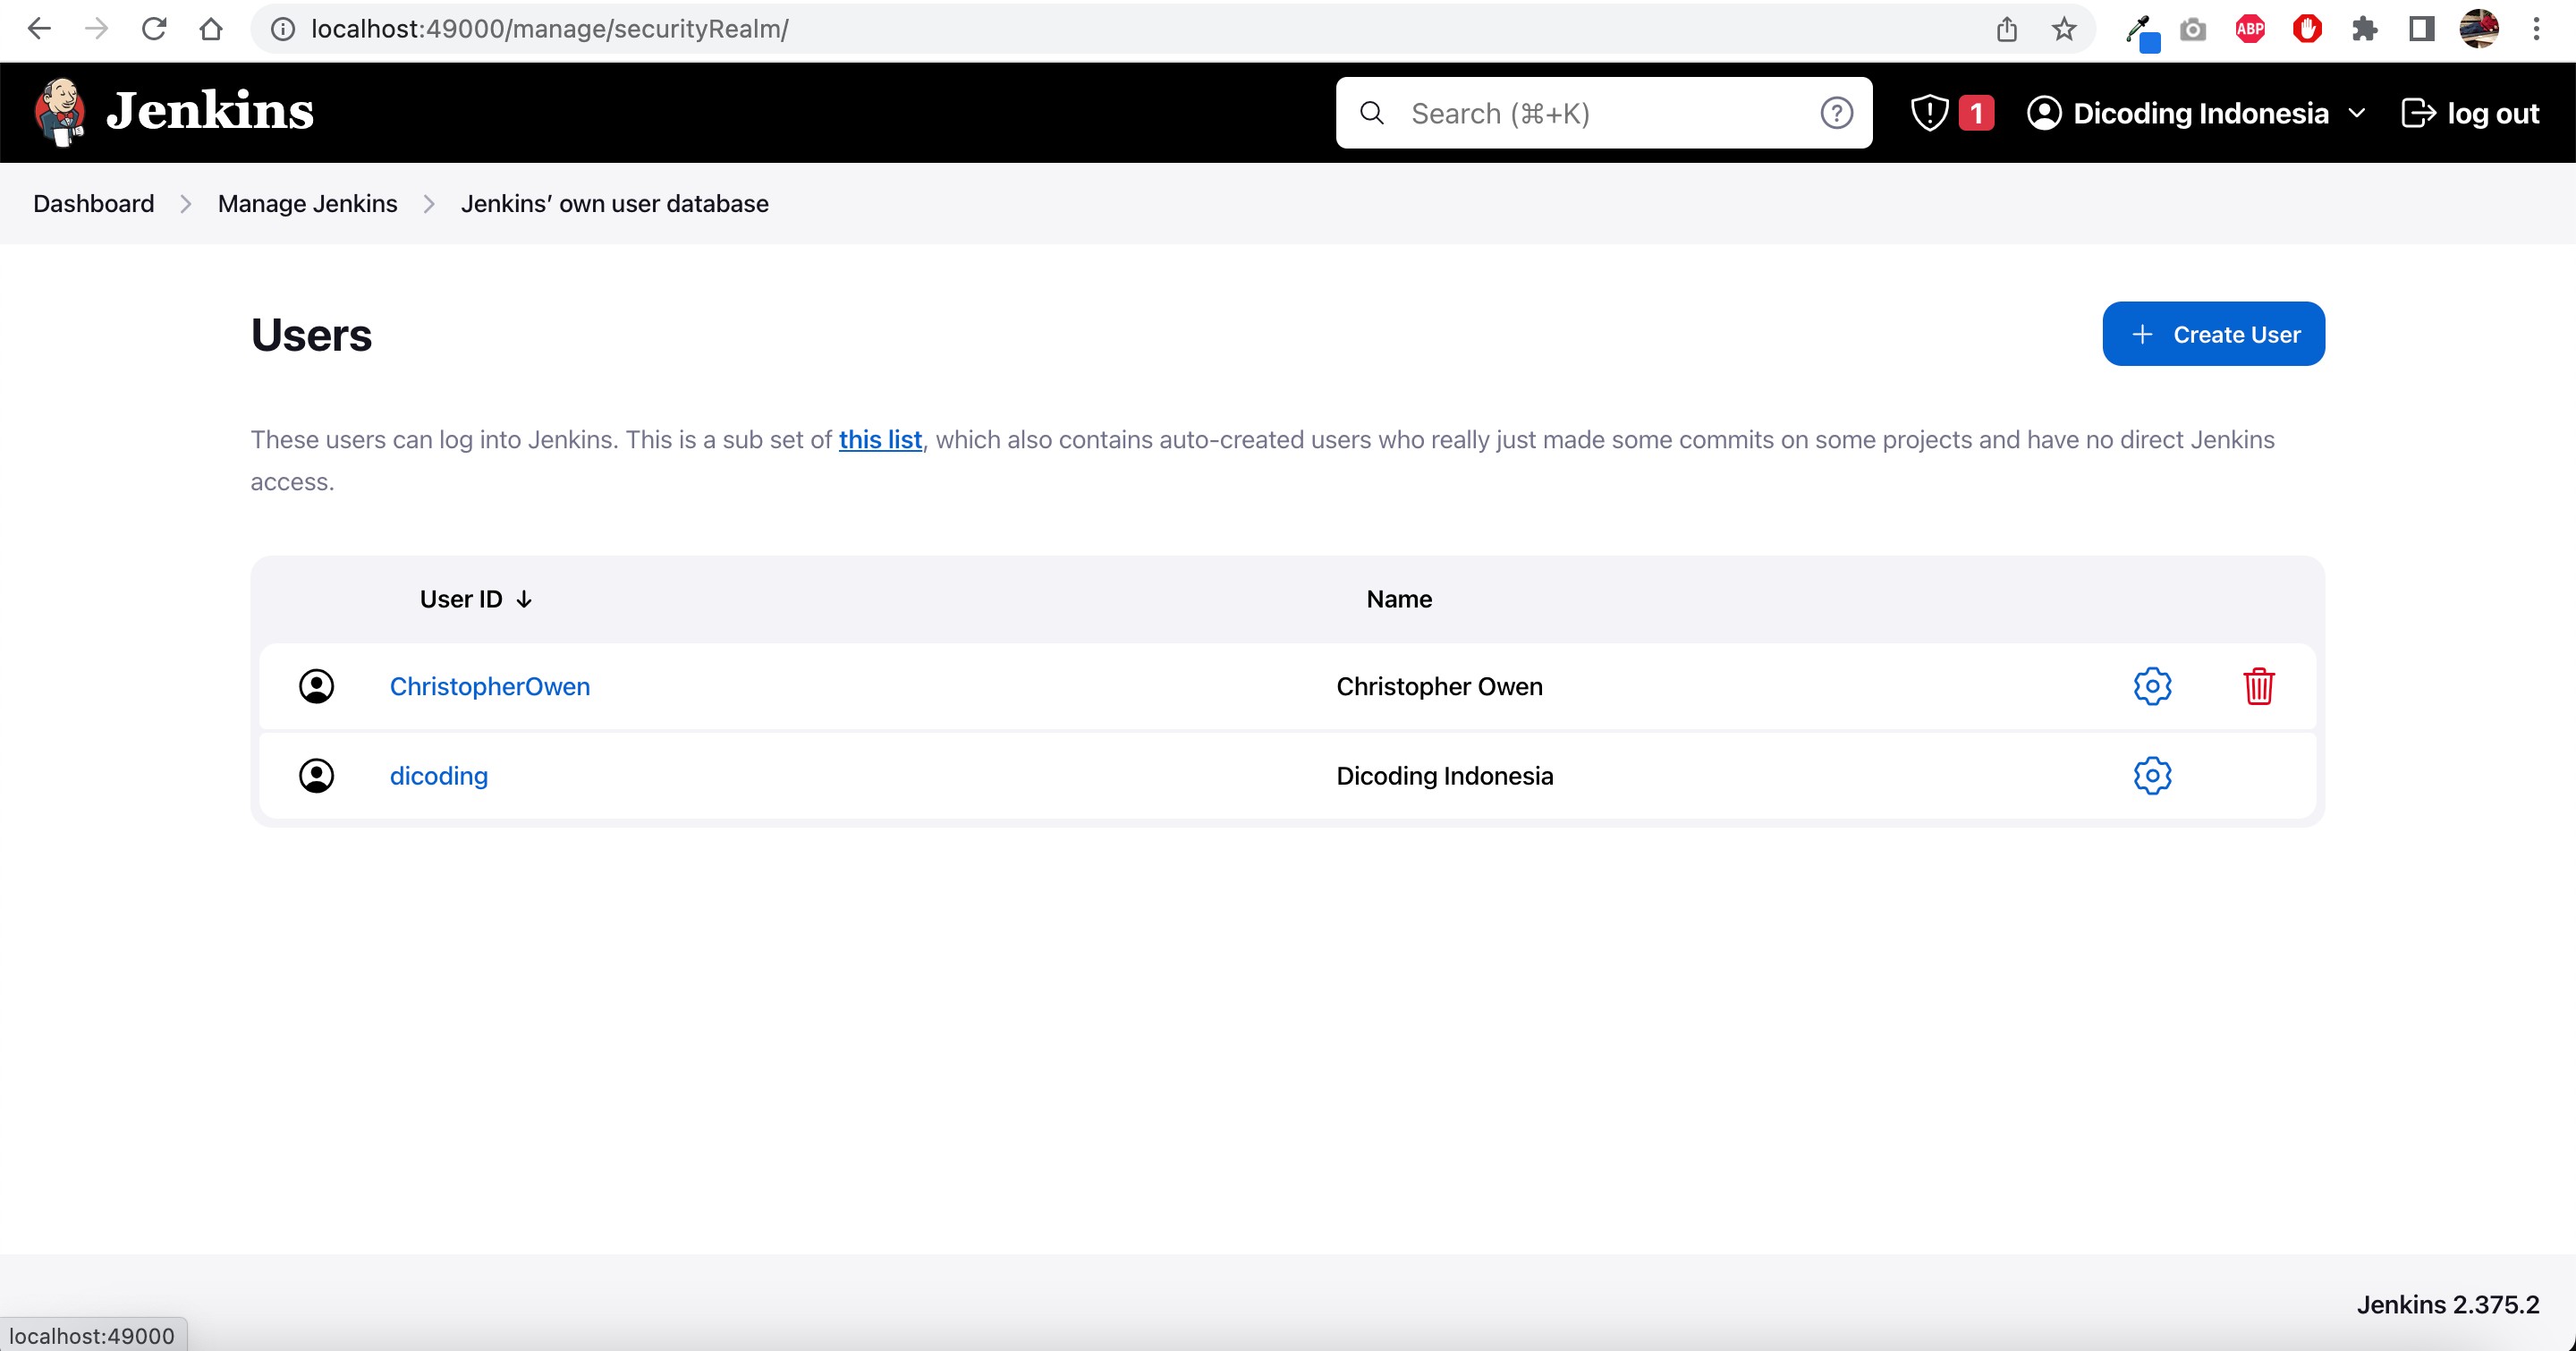 localhost:49000/manage/securityRealm/
ABP
Jenkins
Search (⌘+K)
1
Dicoding Indonesia
log out
Dashboard
Manage Jenkins
Jenkins’ own user database
Users
Create User
These users can log into Jenkins. This is a sub set of this list, which also contains auto-created users who really just made some commits on some projects and have no direct Jenkins
access.
User ID ↓
Name
ChristopherOwen
Christopher Owen
dicoding
Dicoding Indonesia
Jenkins 2.375.2
localhost:49000